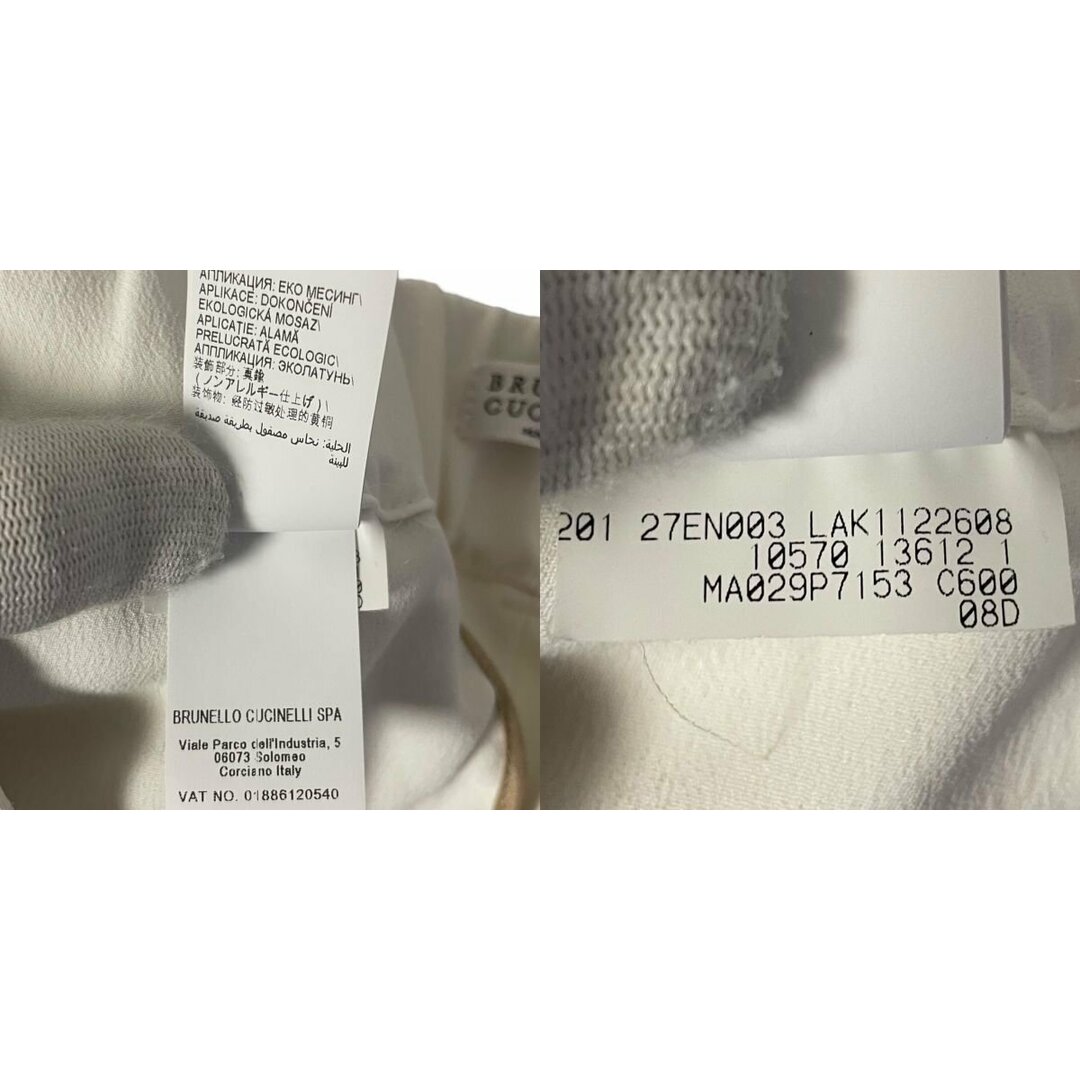 АППЛИКАЦИЯ: ЕКО МЕСИНГ\
APLIKACE: DOKONČENÍ
EKOLOGICKÁ MOSAZ\
APLICAȚIE: ALAMĂ
PRELUCRATĂ ECOLOGIC\
АППЛИКАЦИЯ: ЭКОЛАТУНЬ\
装飾部分: 真鍮
(ノンアレルギー仕上げ)\
装饰物: 经防过敏处理的黄铜
الحلية: نحاس مصقول بطريقة صديقة
للبيئة
BRU
CUC
BRUNELLO CUCINELLI SPA
Viale Parco dell'Industria, 5
06073 Solomeo
Corciano Italy
VAT NO. 01886120540
201 27EN003 LAK1122608
10570 13612 1
MA029P7153 C600
08D